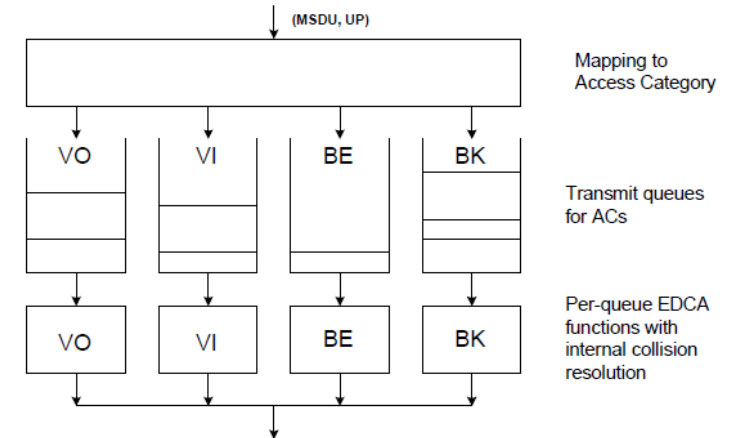 (MSDU, UP)
Mapping to
Access Category
VO VI BE BK
Transmit queues
for ACs
VO VI BE BK
Per-queue EDCA
functions with
internal collision
resolution